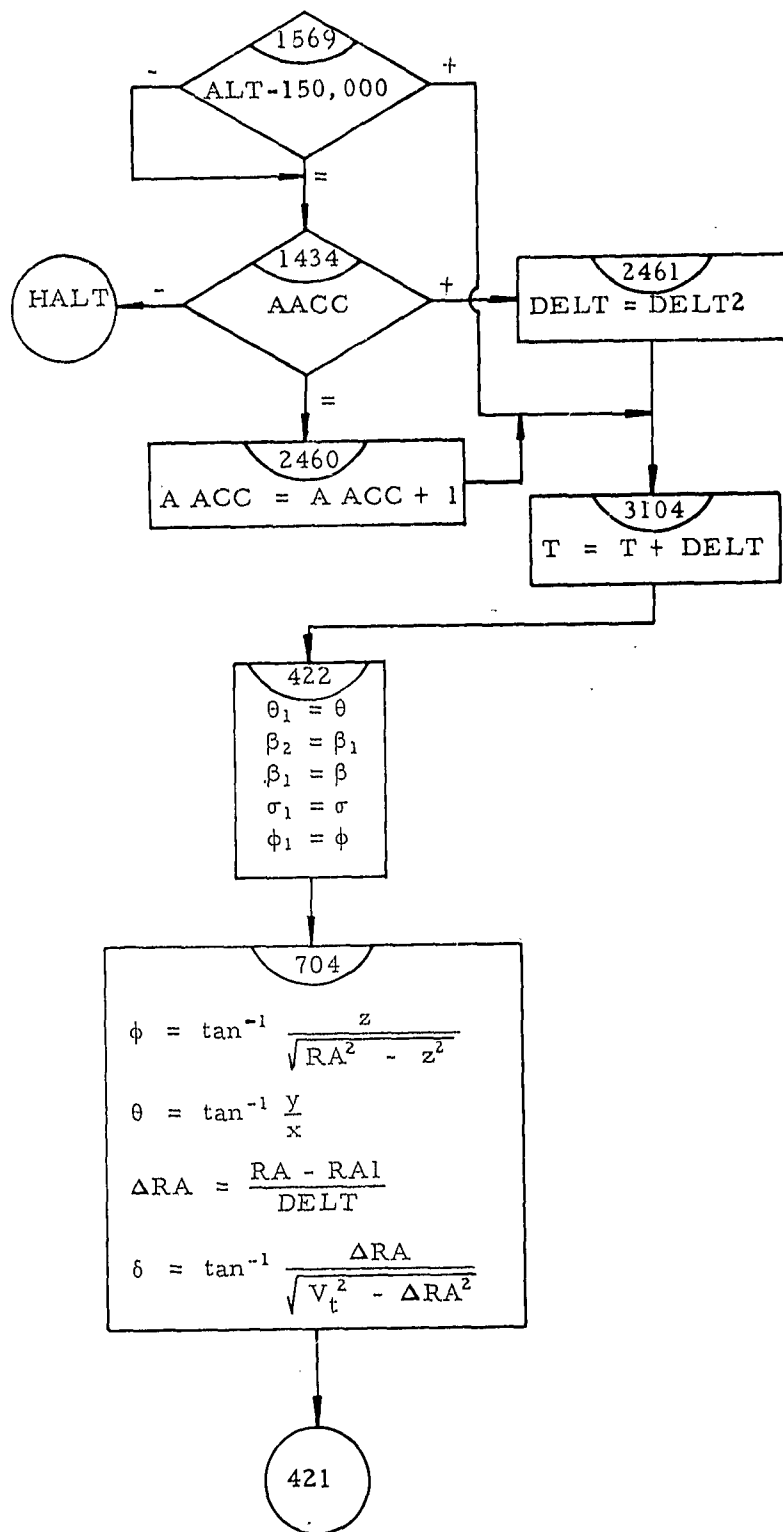 1569
- +
ALT-150,000
=
1434
HALT - AACC +
2461
DELT = DELT2
=
2460
A ACC = A ACC + 1
3104
T = T + DELT
422
θ₁ = θ
β₂ = β₁
β₁ = β
σ₁ = σ
ϕ₁ = ϕ
704
ϕ = tan⁻¹ z / √(RA² - z²)
θ = tan⁻¹ y/x
ΔRA = (RA - RA1) / DELT
δ = tan⁻¹ ΔRA / √(Vₜ² - ΔRA²)
421